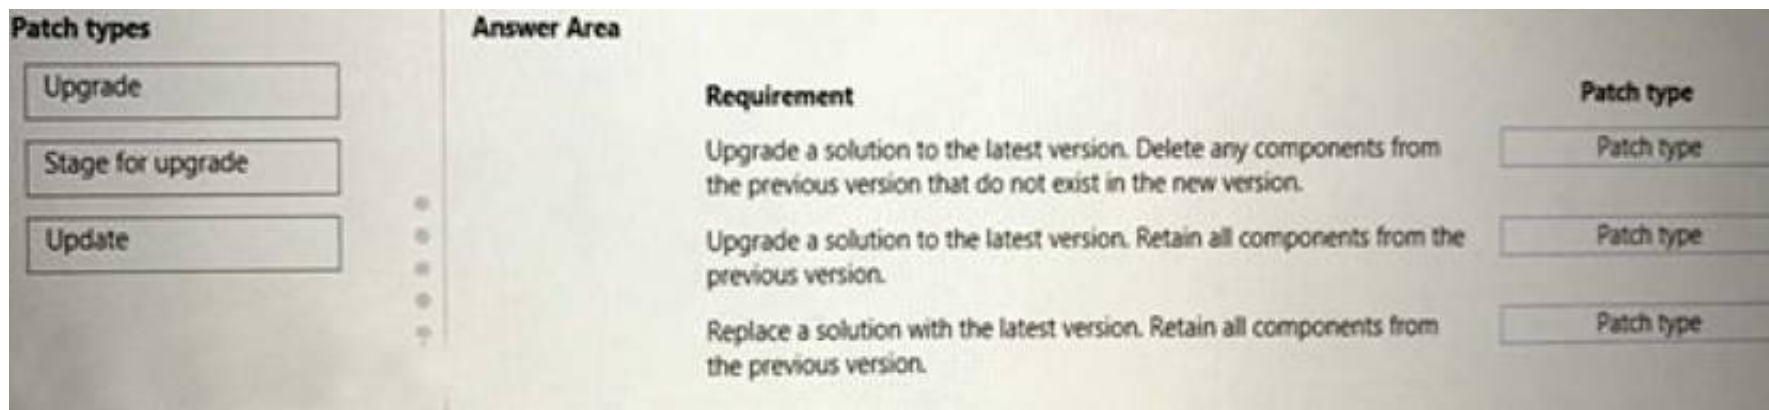 Patch types
Upgrade
Stage for upgrade
Update
Answer Area
Requirement
Patch type
Upgrade a solution to the latest version. Delete any components from
the previous version that do not exist in the new version.
Patch type
Upgrade a solution to the latest version. Retain all components from the
previous version.
Patch type
Replace a solution with the latest version. Retain all components from
the previous version.
Patch type